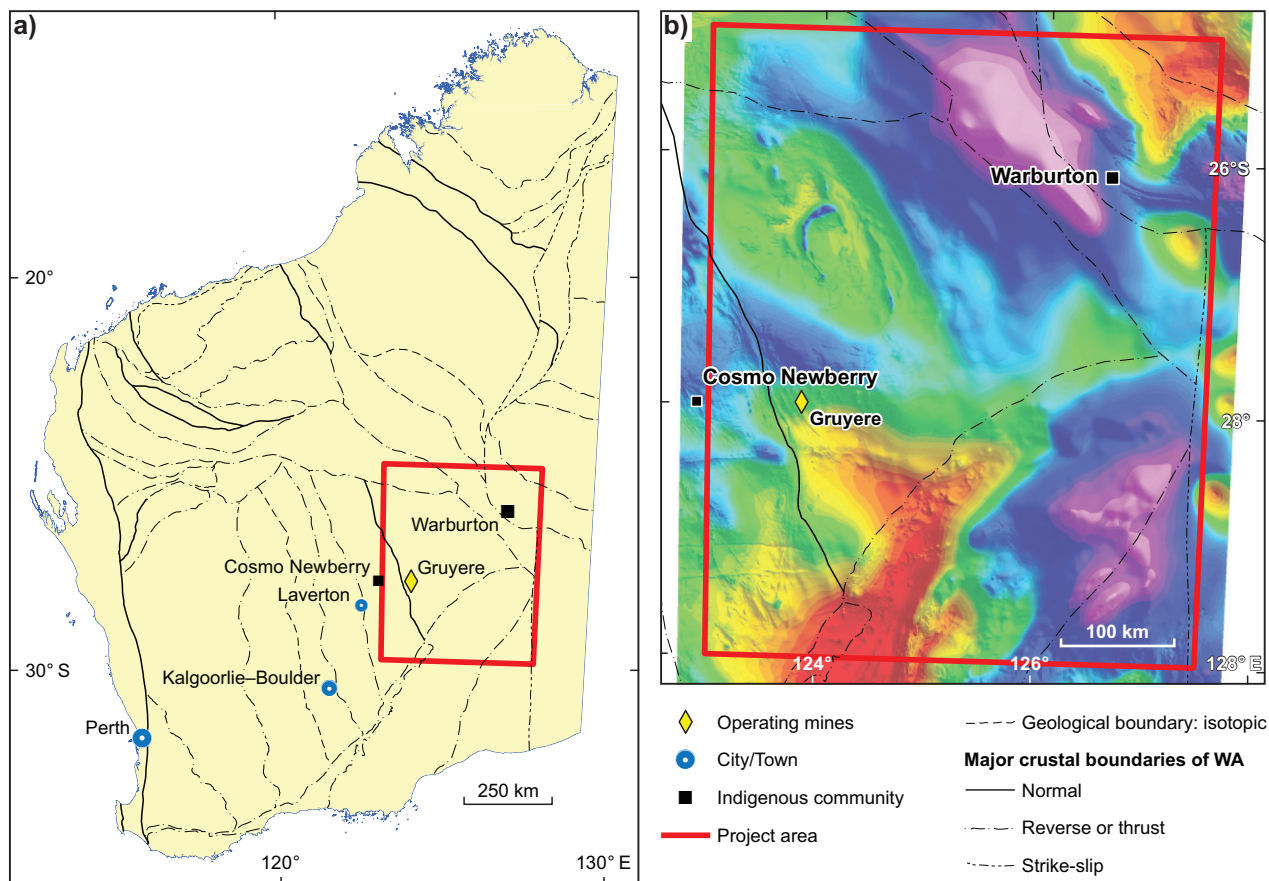 a)
20°
30° S
120°
130° E
Warburton
Cosmo Newberry
Gruyere
Laverton
Kalgoorlie–Boulder
Perth
250 km
b)
Warburton
26°S
Cosmo Newberry
Gruyere
28°
100 km
124°
126°
128° E
Operating mines
City/Town
Indigenous community
Project area
Geological boundary: isotopic
Major crustal boundaries of WA
Normal
Reverse or thrust
Strike-slip